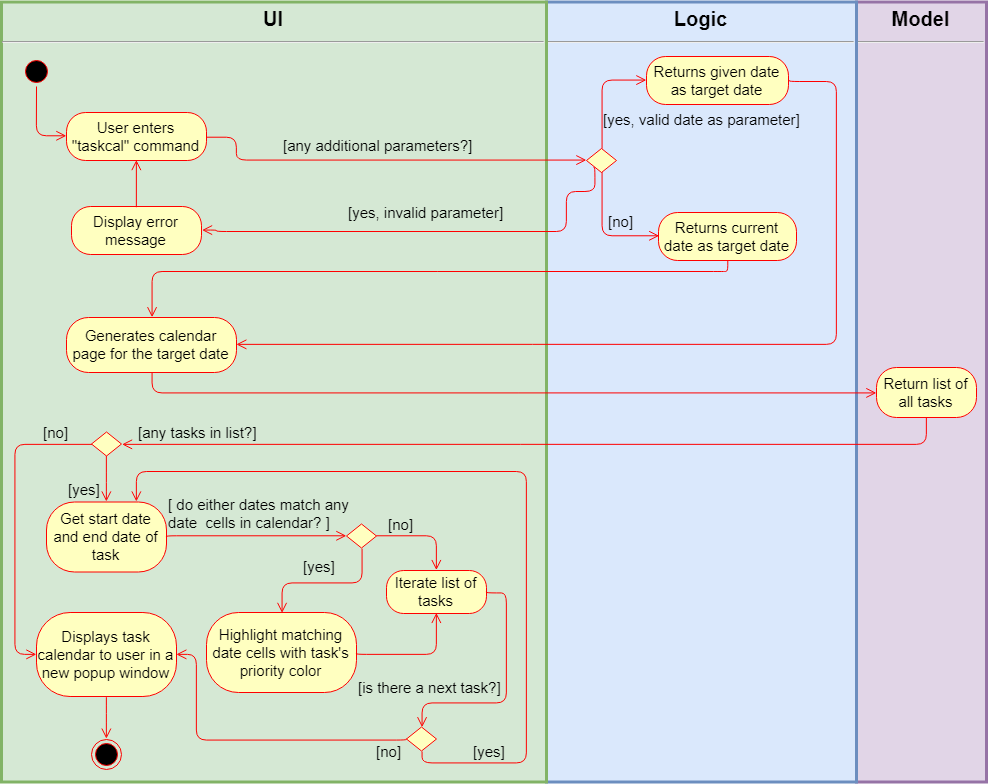 UI
Logic
Model
Returns given date
as target date
User enters
"taskcal" command
[any additional parameters?]
[yes, valid date as parameter]
Display error
message
[yes, invalid parameter]
[no]
Returns current
date as target date
Generates calendar
page for the target date
Return list of
all tasks
[no]
[any tasks in list?]
[yes]
Get start date
and end date of
task
[ do either dates match any
date  cells in calendar? ]
[no]
[yes]
Iterate list of
tasks
Highlight matching
date cells with task's
priority color
Displays task
calendar to user in a
new popup window
[is there a next task?]
[no]
[yes]